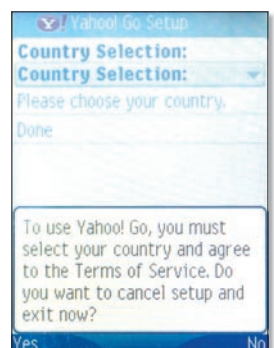 Y! Yahoo! Go Setup
Country Selection:
Country Selection:
Please choose your country.
Done
To use Yahoo! Go, you must
select your country and agree
to the Terms of Service. Do
you want to cancel setup and
exit now?
Yes No